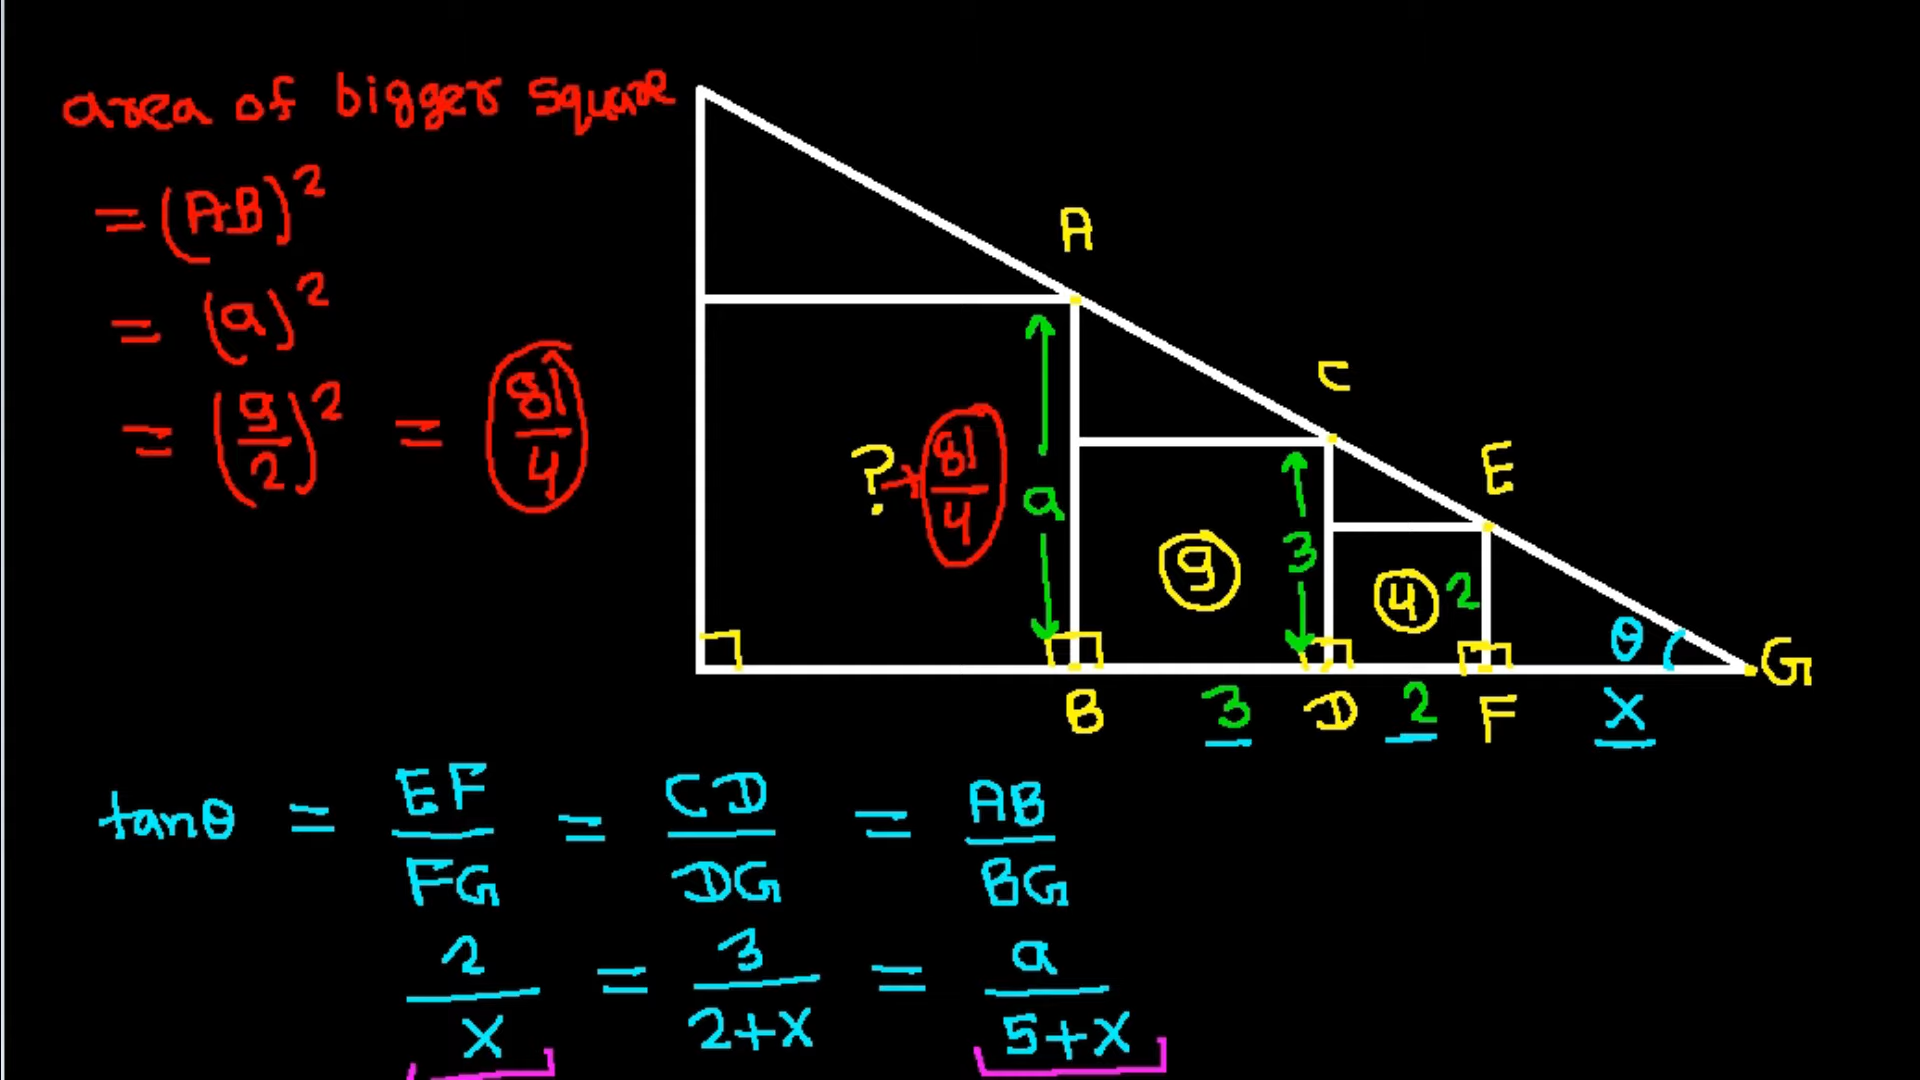 area of bigger square
= (AB)²
= (a)²
= (9/2)² = 81/4
A
C
E
? → 81/4
a
9
3
4
2
θ
G
B
3
D
2
F
x
tanθ = EF/FG = CD/DG = AB/BG
2/x = 3/2+x = a/5+x